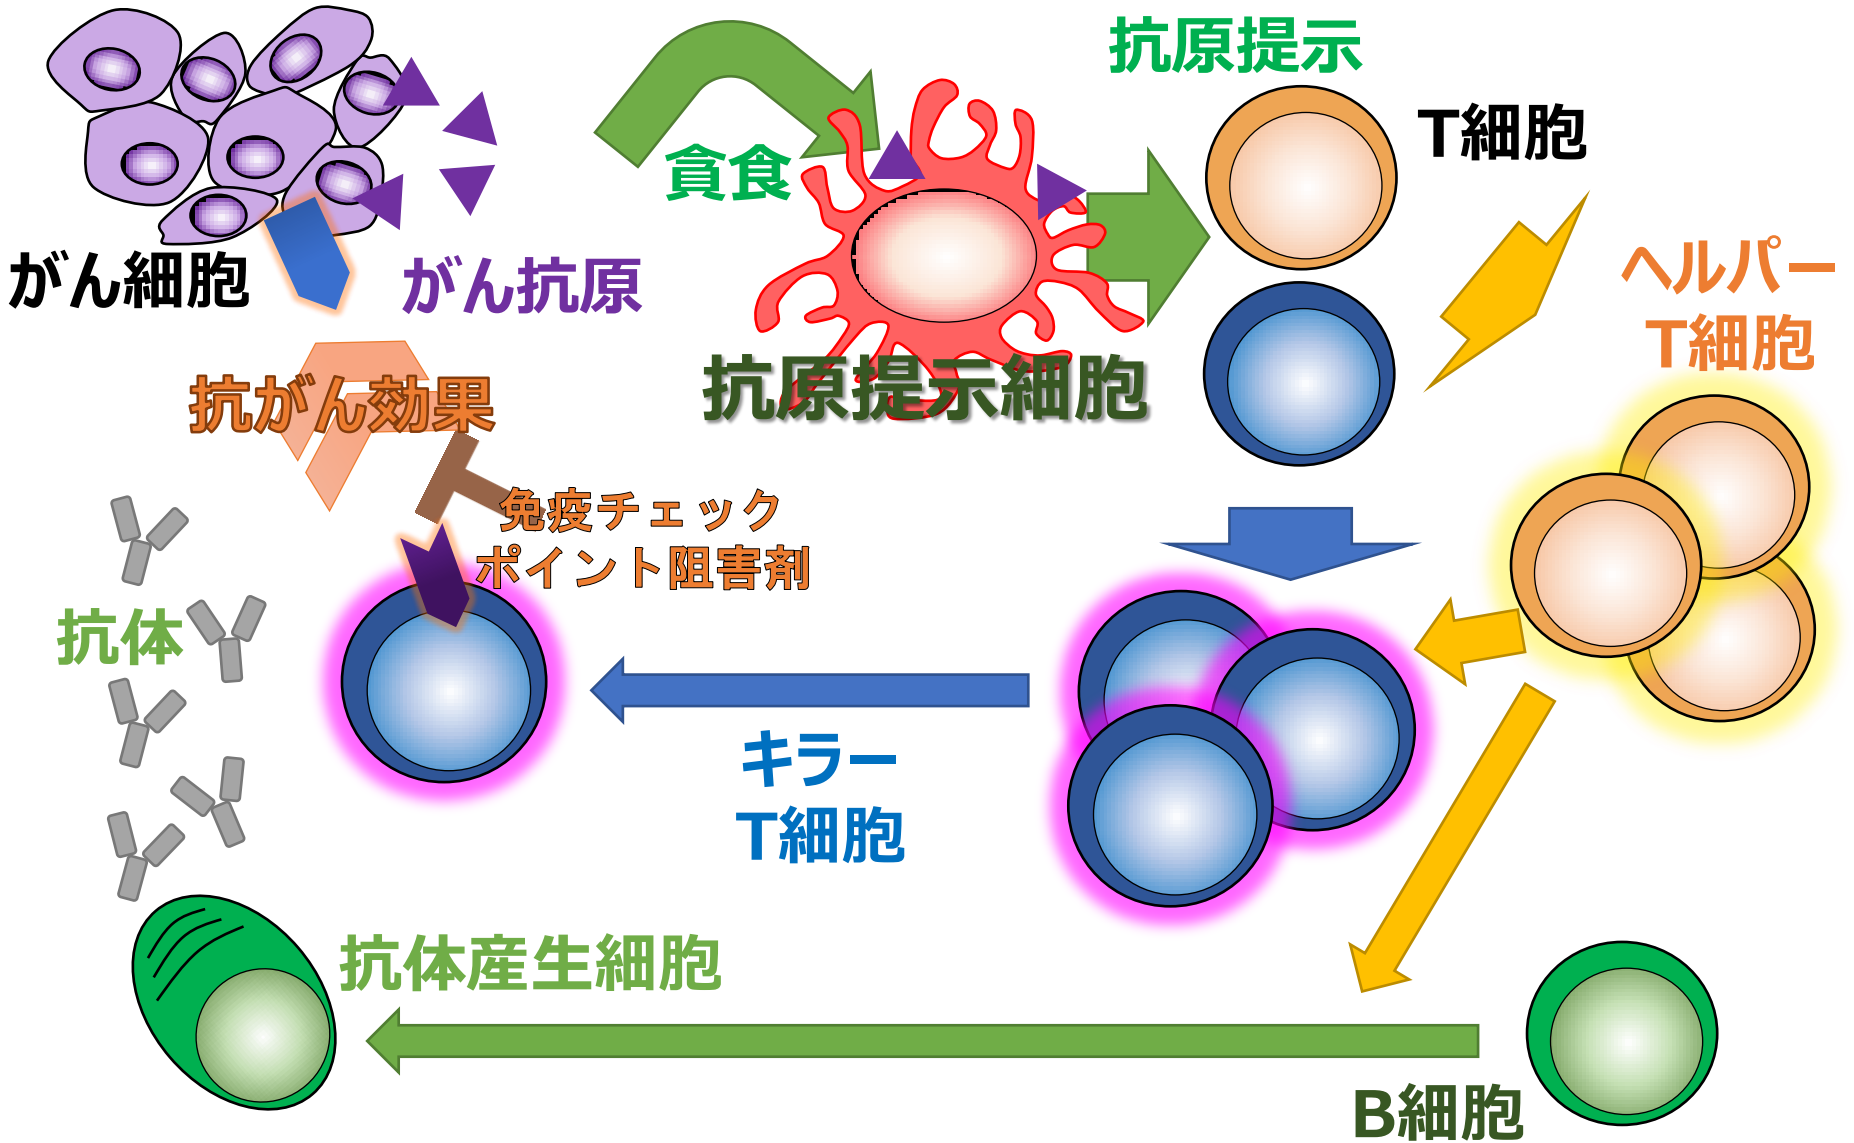 抗原提示
T細胞
貪食
がん細胞
がん抗原
ヘルパー
T細胞
抗原提示細胞
抗がん効果
免疫チェック
ポイント阻害剤
抗体
キラー
T細胞
抗体産生細胞
B細胞